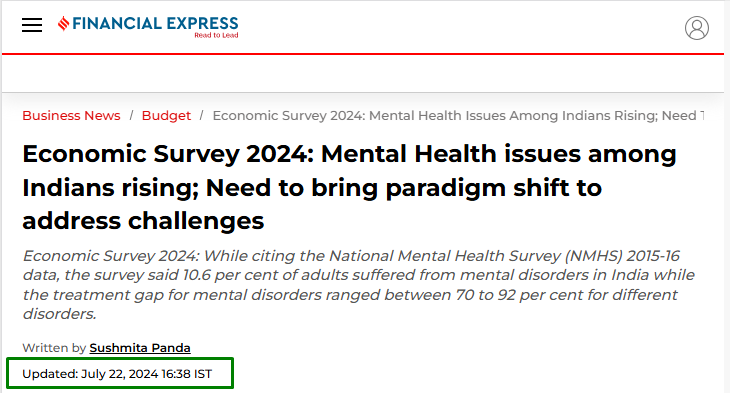 FINANCIAL EXPRESS
Read to Lead
Business News / Budget / Economic Survey 2024: Mental Health Issues Among Indians Rising; Need
Economic Survey 2024: Mental Health issues among
Indians rising; Need to bring paradigm shift to
address challenges
Economic Survey 2024: While citing the National Mental Health Survey (NMHS) 2015-16
data, the survey said 10.6 per cent of adults suffered from mental disorders in India while
the treatment gap for mental disorders ranged between 70 to 92 per cent for different
disorders.
Written by Sushmita Panda
Updated: July 22, 2024 16:38 IST